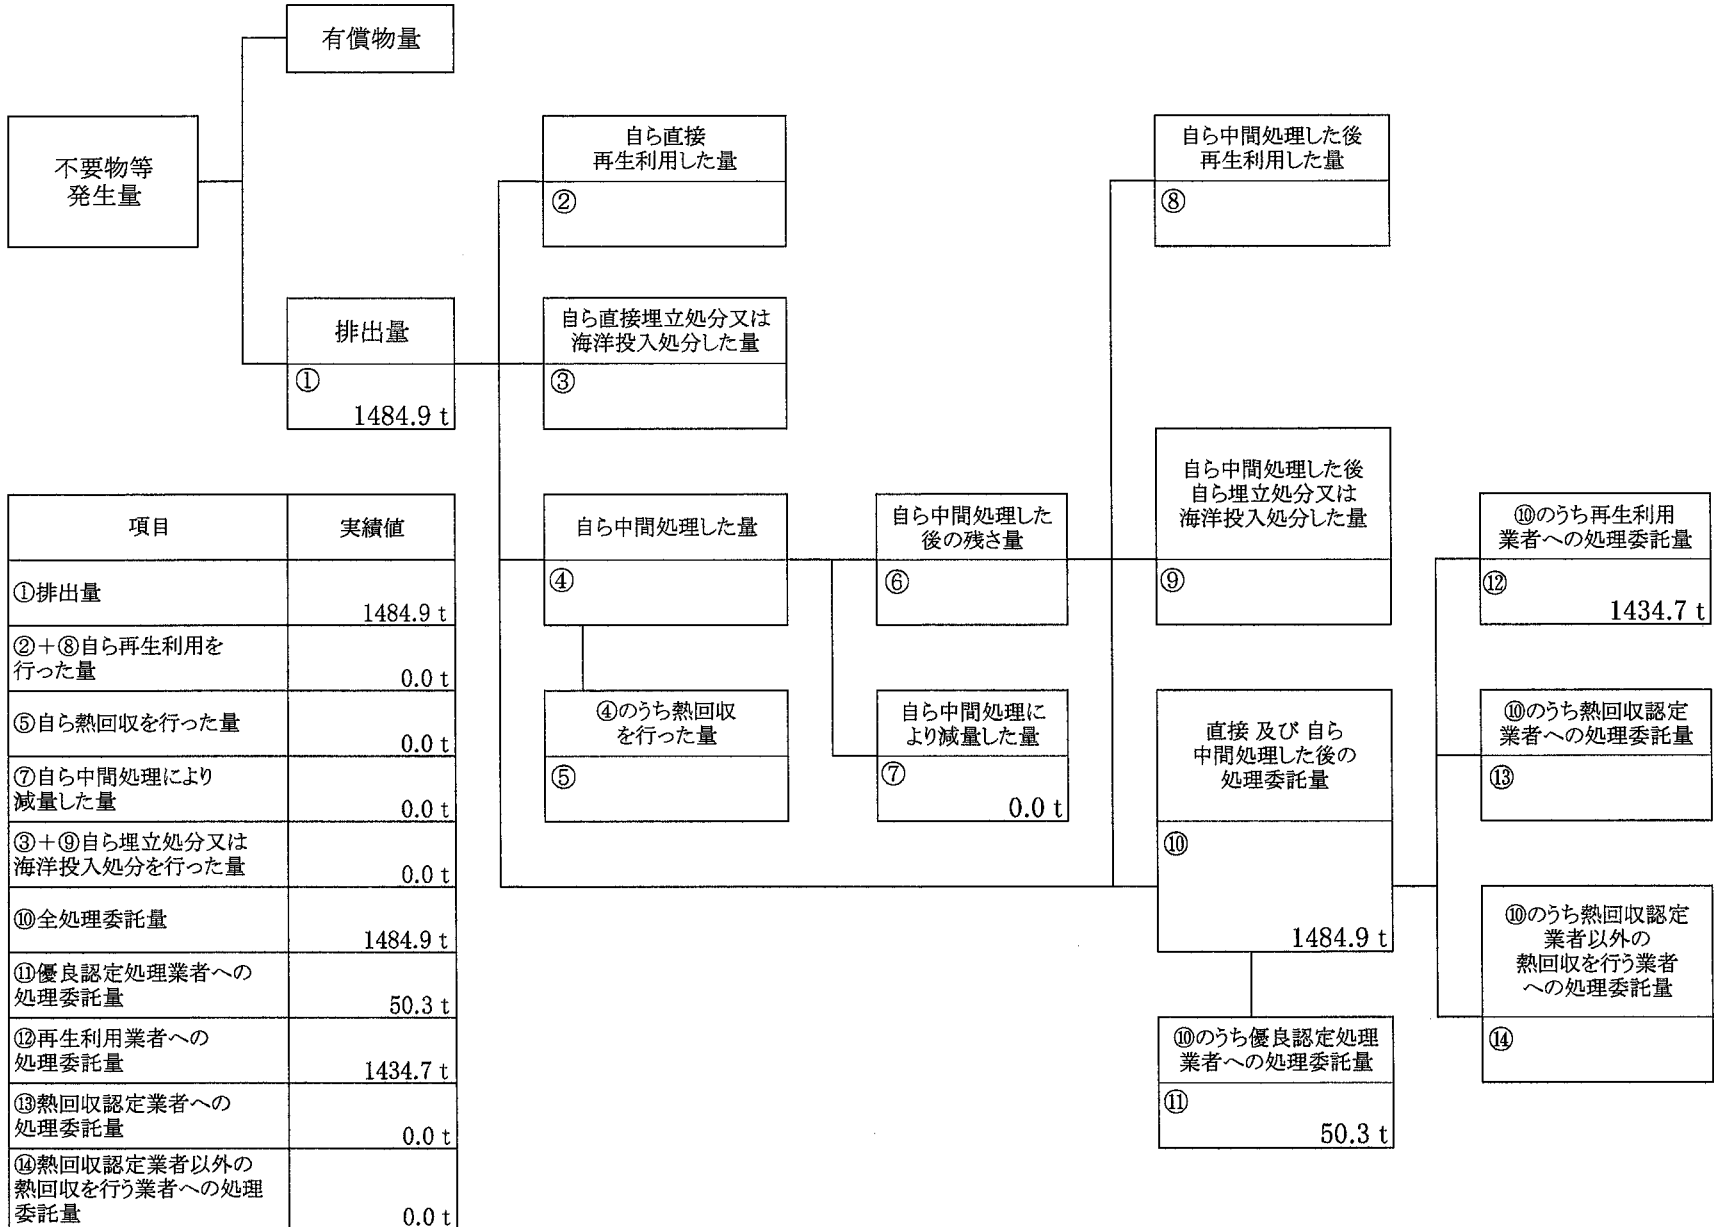 有償物量
不要物等
発生量
自ら直接
再生利用した量
②
自ら中間処理した後
再生利用した量
⑧
排出量
①
1484.9 t
自ら直接埋立処分又は
海洋投入処分した量
③
自ら中間処理した量
④
自ら中間処理した
後の残さ量
⑥
自ら中間処理した後
自ら埋立処分又は
海洋投入処分した量
⑨
⑩のうち再生利用
業者への処理委託量
⑫
1434.7 t
④のうち熱回収
を行った量
⑤
自ら中間処理に
より減量した量
⑦
0.0 t
直接 及び 自ら
中間処理した後の
処理委託量
⑩
1484.9 t
⑩のうち熱回収認定
業者への処理委託量
⑬
⑩のうち熱回収認定
業者以外の
熱回収を行う業者
への処理委託量
⑭
⑩のうち優良認定処理
業者への処理委託量
⑪
50.3 t
項目 実績値
①排出量
1484.9 t
②+⑧自ら再生利用を
行った量
0.0 t
⑤自ら熱回収を行った量
0.0 t
⑦自ら中間処理により
減量した量
0.0 t
③+⑨自ら埋立処分又は
海洋投入処分を行った量
0.0 t
⑩全処理委託量
1484.9 t
⑪優良認定処理業者への
処理委託量
50.3 t
⑫再生利用業者への
処理委託量
1434.7 t
⑬熱回収認定業者への
処理委託量
0.0 t
⑭熱回収認定業者以外の
熱回収を行う業者への処理
委託量
0.0 t